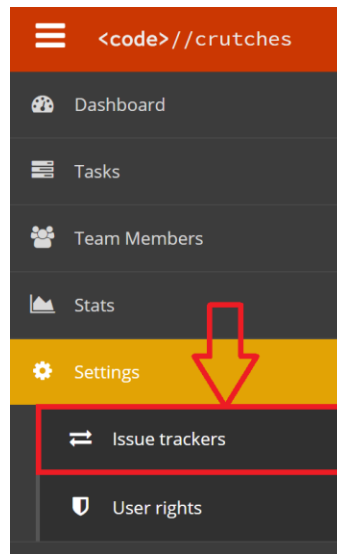 <code>//crutches
Dashboard
Tasks
Team Members
Stats
Settings
Issue trackers
User rights